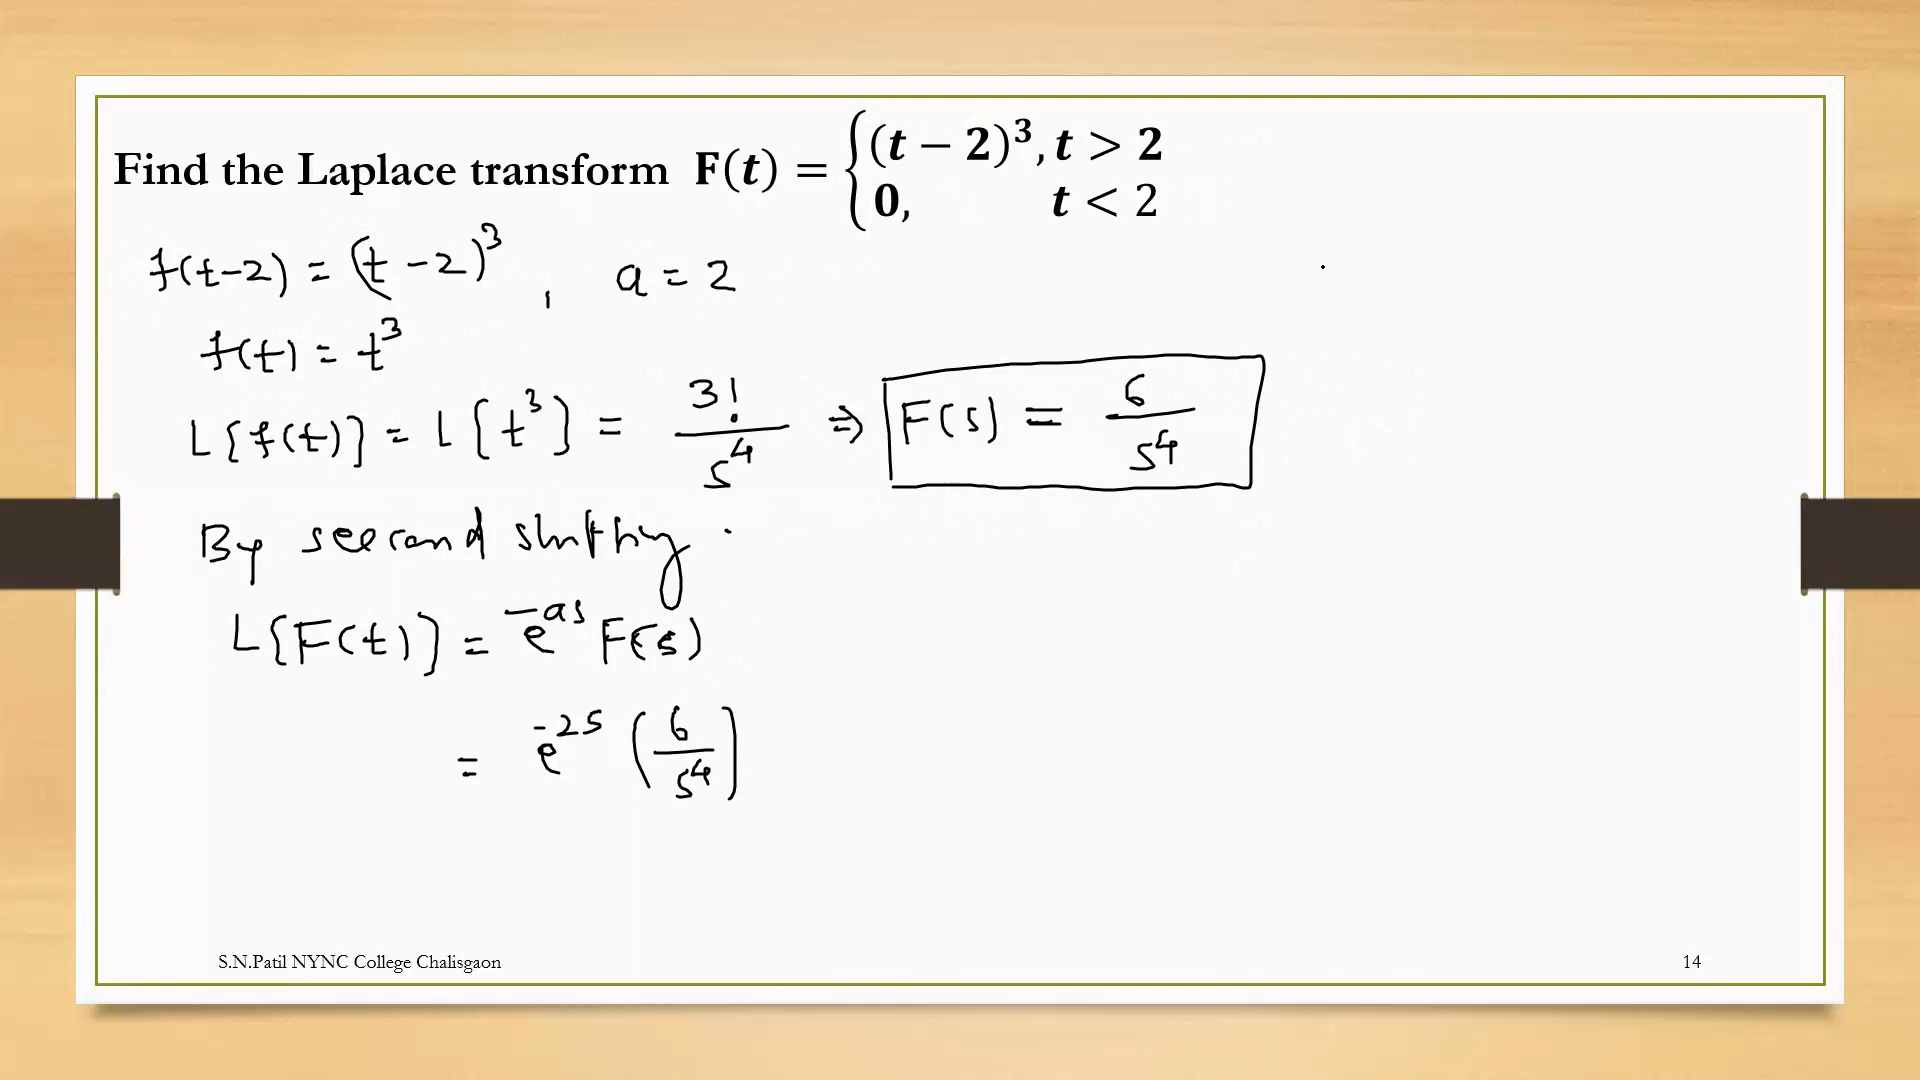 Find the Laplace transform F(t) = {(t − 2)³, t > 2
0, t < 2
f(t-2) = (t-2)³, a = 2
f(t) = t³
L{f(t)} = L{t³} = 3!/s⁴ ⇒ F(s) = 6/s⁴
By second
L{F(t)} = e^-as F(s)
= e^-2s (6/s⁴)
S.N.Patil NYNC College Chalisgaon 14